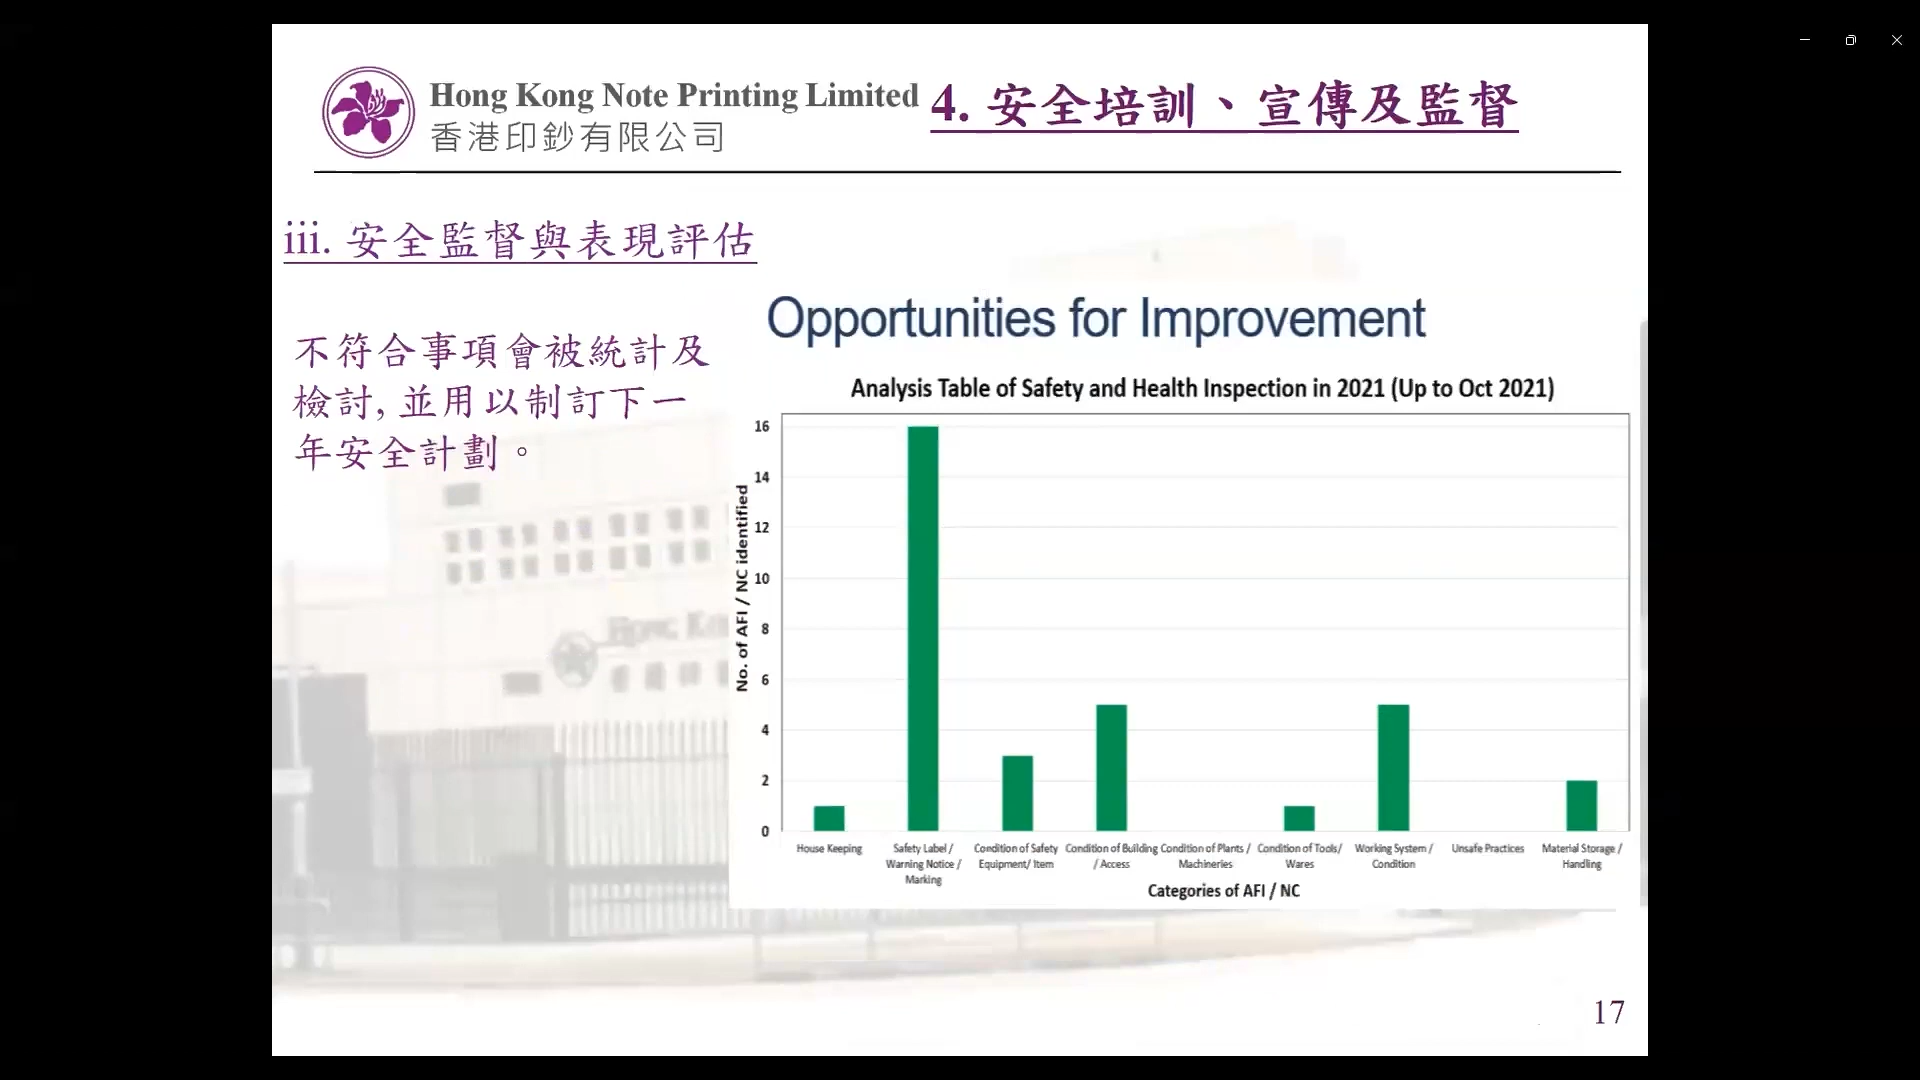 Hong Kong Note Printing Limited
香港印鈔有限公司
4. 安全培訓、宣傳及監督
iii. 安全監督與表現評估
不符合事項會被統計及
檢討, 並用以制訂下一
年安全計劃。
Opportunities for Improvement
Analysis Table of Safety and Health Inspection in 2021 (Up to Oct 2021)
No. of AFI / NC identified
16
14
12
10
8
6
4
2
0
House Keeping
Safety Label /
Warning Notice /
Marking
Condition of Safety
Equipment/ Item
Condition of Building
/ Access
Condition of Plants /
Machineries
Condition of Tools/
Wares
Working System /
Condition
Unsafe Practices
Material Storage /
Handling
Categories of AFI / NC
Hong Ko
17